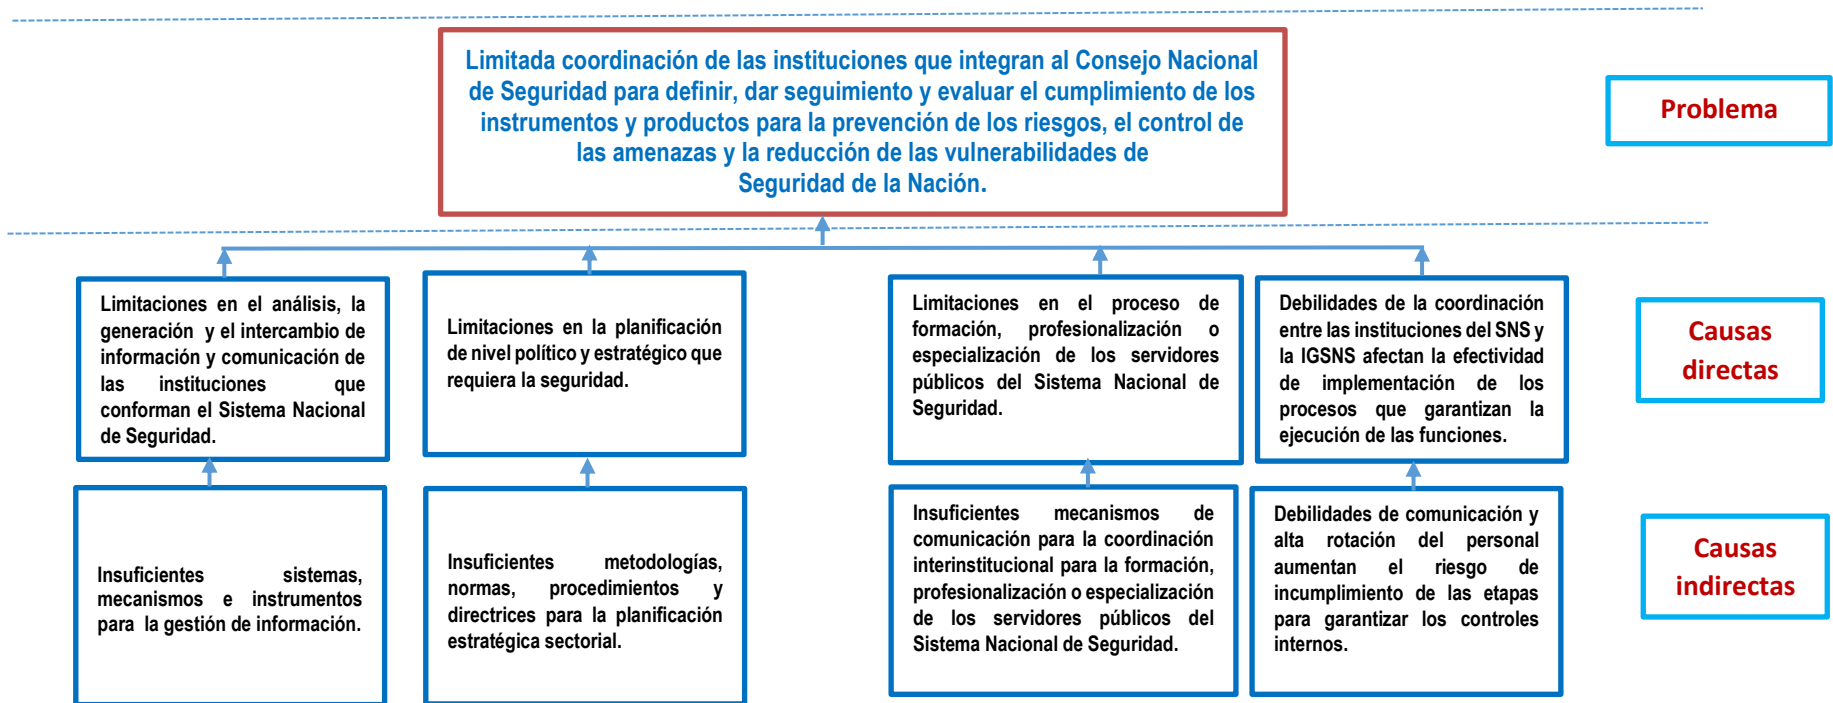 Limitada coordinación de las instituciones que integran al Consejo Nacional
de Seguridad para definir, dar seguimiento y evaluar el cumplimiento de los
instrumentos y productos para la prevención de los riesgos, el control de
las amenazas y la reducción de las vulnerabilidades de
Seguridad de la Nación.
Problema
Limitaciones en el análisis, la
generación y el intercambio de
información y comunicación de
las instituciones que
conforman el Sistema Nacional
de Seguridad.
Limitaciones en la planificación
de nivel político y estratégico que
requiera la seguridad.
Limitaciones en el proceso de
formación, profesionalización o
especialización de los servidores
públicos del Sistema Nacional de
Seguridad.
Debilidades de la coordinación
entre las instituciones del SNS y
la IGSNS afectan la efectividad
de implementación de los
procesos que garantizan la
ejecución de las funciones.
Causas
directas
Insuficientes sistemas,
mecanismos e instrumentos
para la gestión de información.
Insuficientes metodologías,
normas, procedimientos y
directrices para la planificación
estratégica sectorial.
Insuficientes mecanismos de
comunicación para la coordinación
interinstitucional para la formación,
profesionalización o especialización
de los servidores públicos del
Sistema Nacional de Seguridad.
Debilidades de comunicación y
alta rotación del personal
aumentan el riesgo de
incumplimiento de las etapas
para garantizar los controles
internos.
Causas
indirectas